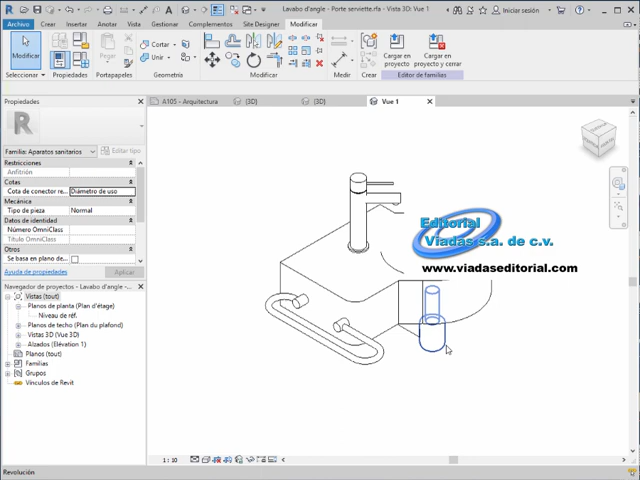 Lavabo d'angle - Porte serviette.rfa - Vista 3D: Vue 1
Iniciar sesión
Archivo Crear Insertar Anotar Vista Gestionar Complementos Site Designer Modificar
Modificar
Cortar
Unir
Pegar
Cargar en proyecto
Cargar en proyecto y cerrar
Seleccionar Propiedades Portapapeles Geometría Modificar Medir Crear Editor de familias
Propiedades
A105 - Arquitectura {3D} {3D} Vue 1
R
Familia: Aparatos sanitarios Editar tipo
Restricciones
Anfitrión
Cotas
Cota de conector re... Diámetro de uso
Mecánica
Tipo de pieza Normal
Datos de identidad
Número OmniClass
Título OmniClass
Otros
Se basa en plano de...
Ayuda de propiedades Aplicar
Navegador de proyectos - Lavabo d'angle - ...
Vistas (tout)
Planos de planta (Plan d'étage)
Niveau de réf.
Planos de techo (Plan du plafond)
Vistas 3D (Vue 3D)
Alzados (Elévation 1)
Planos (tout)
Familias
Grupos
Vínculos de Revit
Editorial
Viadas s.a. de c.v.
www.viadaseditorial.com
1 : 10
Revolución